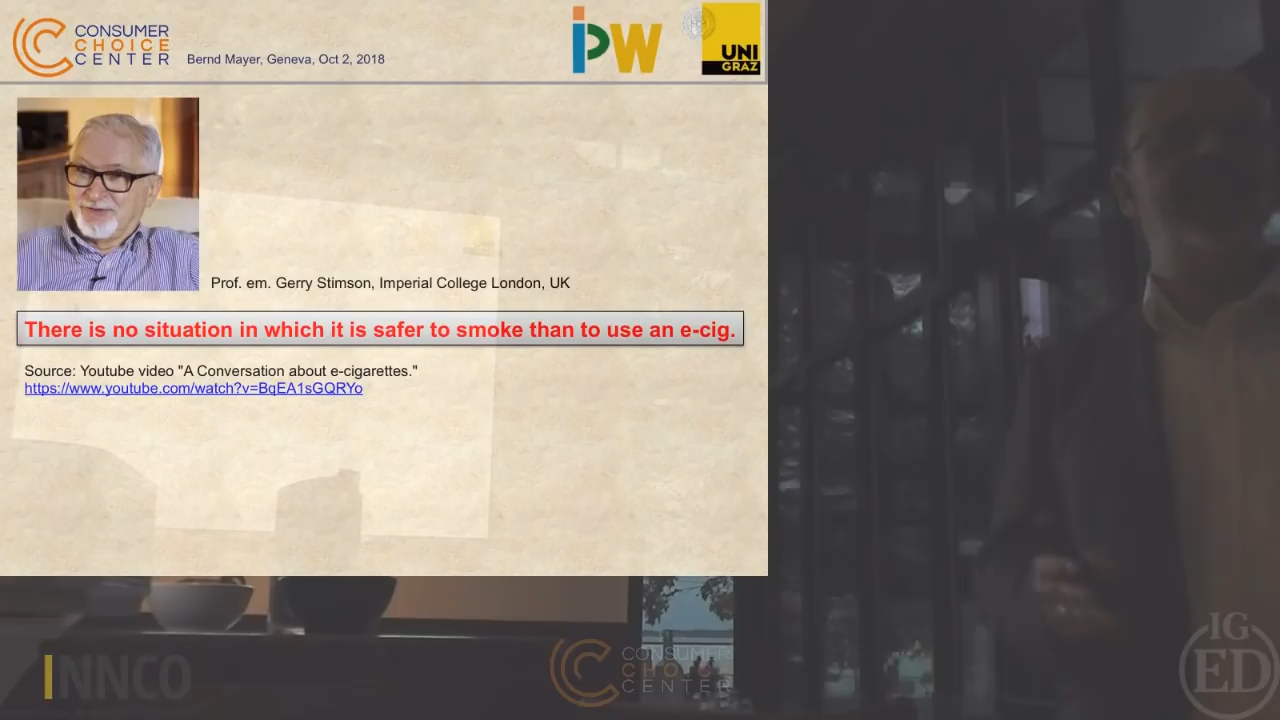 CONSUMER
CHOICE
CENTER
Bernd Mayer, Geneva, Oct 2, 2018
iPW
UNI
GRAZ
Prof. em. Gerry Stimson, Imperial College London, UK
There is no situation in which it is safer to smoke than to use an e-cig.
Source: Youtube video "A Conversation about e-cigarettes."
https://www.youtube.com/watch?v=BqEA1sGQRYo
INNCO
CONSUMER
CHOICE
CENTER
IG
ED